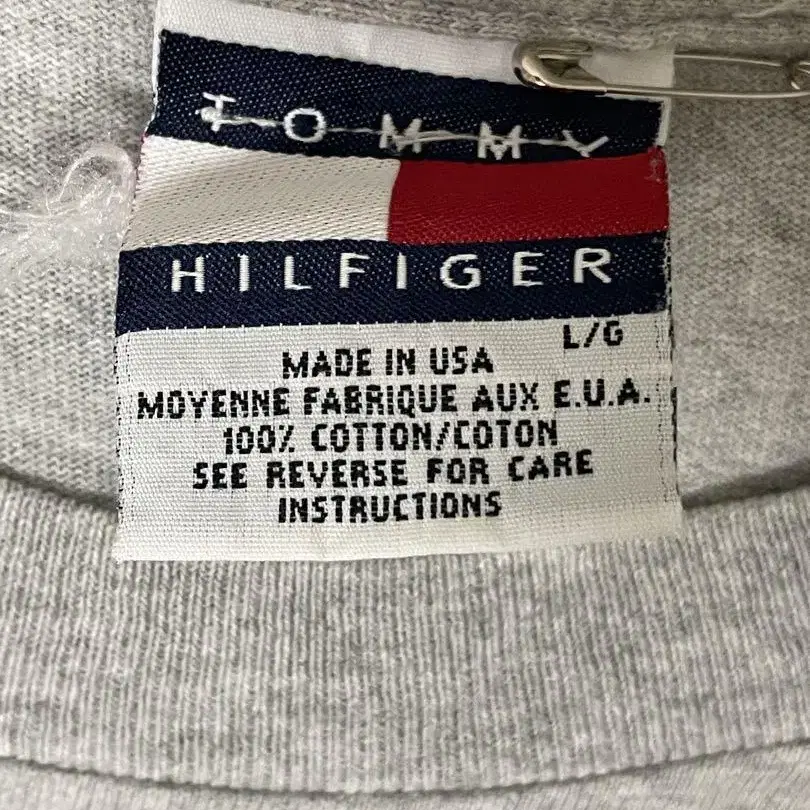 TOMMY
HILFIGER
L/G
MADE IN USA
MOYENNE FABRIQUE AUX E.U.A.
100% COTTON/COTON
SEE REVERSE FOR CARE
INSTRUCTIONS